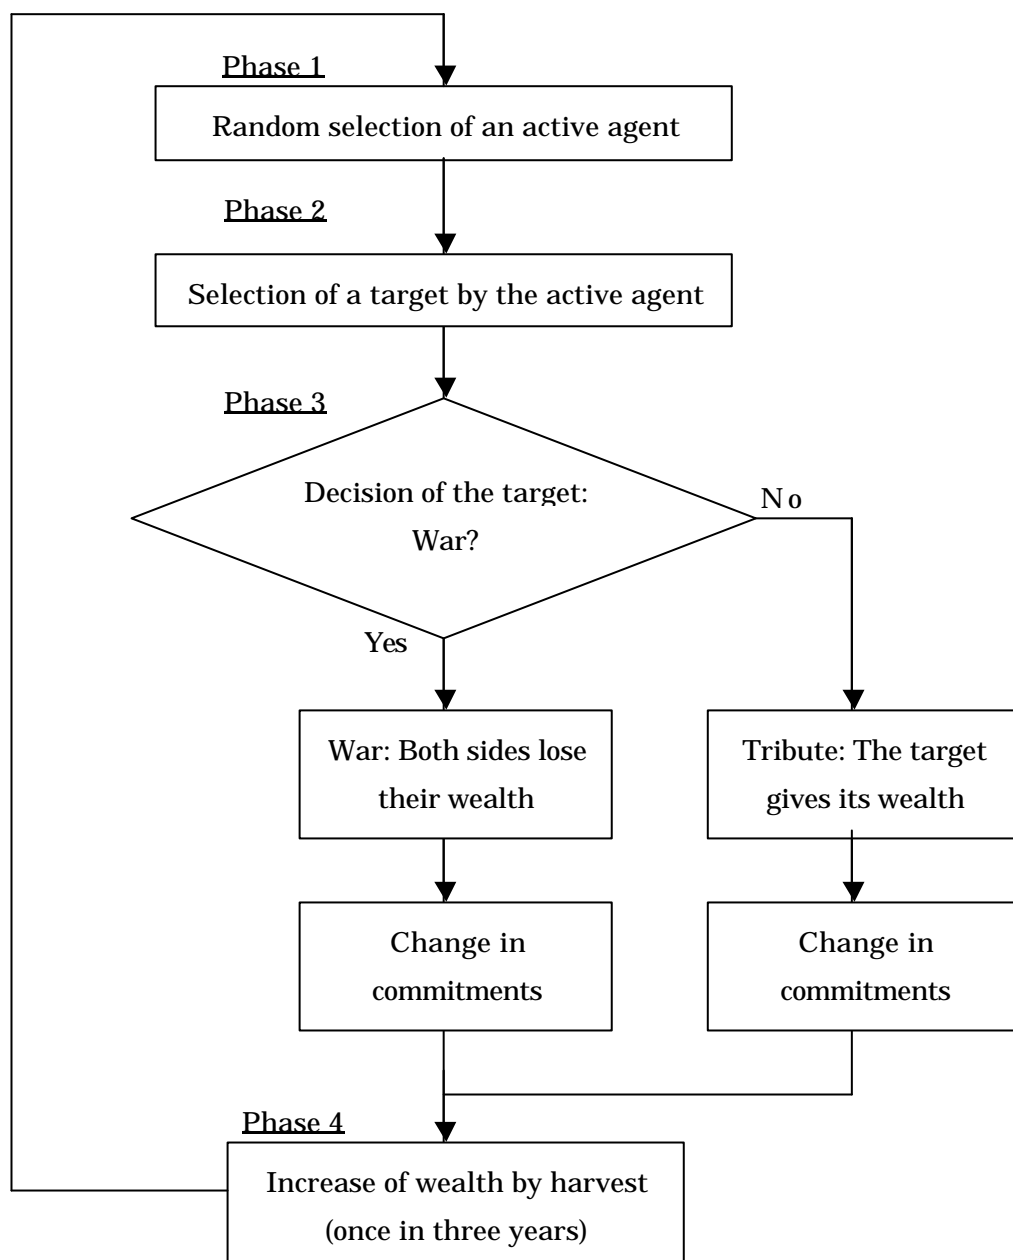 Phase 1
Random selection of an active agent
Phase 2
Selection of a target by the active agent
Phase 3
Decision of the target:
War?
No
Yes
War: Both sides lose
their wealth
Tribute: The target
gives its wealth
Change in
commitments
Change in
commitments
Phase 4
Increase of wealth by harvest
(once in three years)